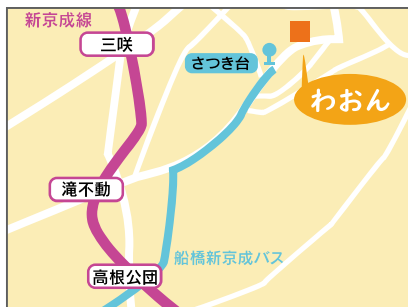 新京成線
三咲
さつき台
わおん
滝不動
船橋新京成バス
高根公団